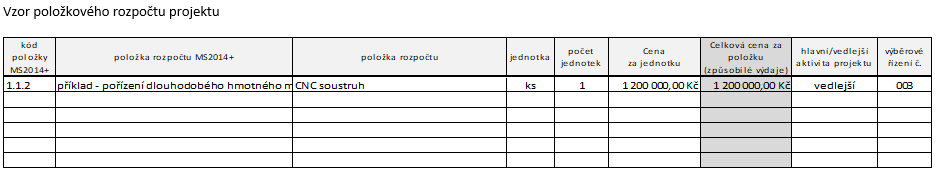 Vzor položkového rozpočtu projektu
kód položky MS2014+ položka rozpočtu MS2014+ položka rozpočtu jednotka počet jednotek Cena za jednotku Celková cena za položku (způsobilé výdaje) hlavní/vedlejší aktivita projektu výběrové řízení č.
1.1.2 příklad - pořízení dlouhodobého hmotného m CNC soustruh ks 1 1 200 000,00 Kč 1 200 000,00 Kč vedlejší 003